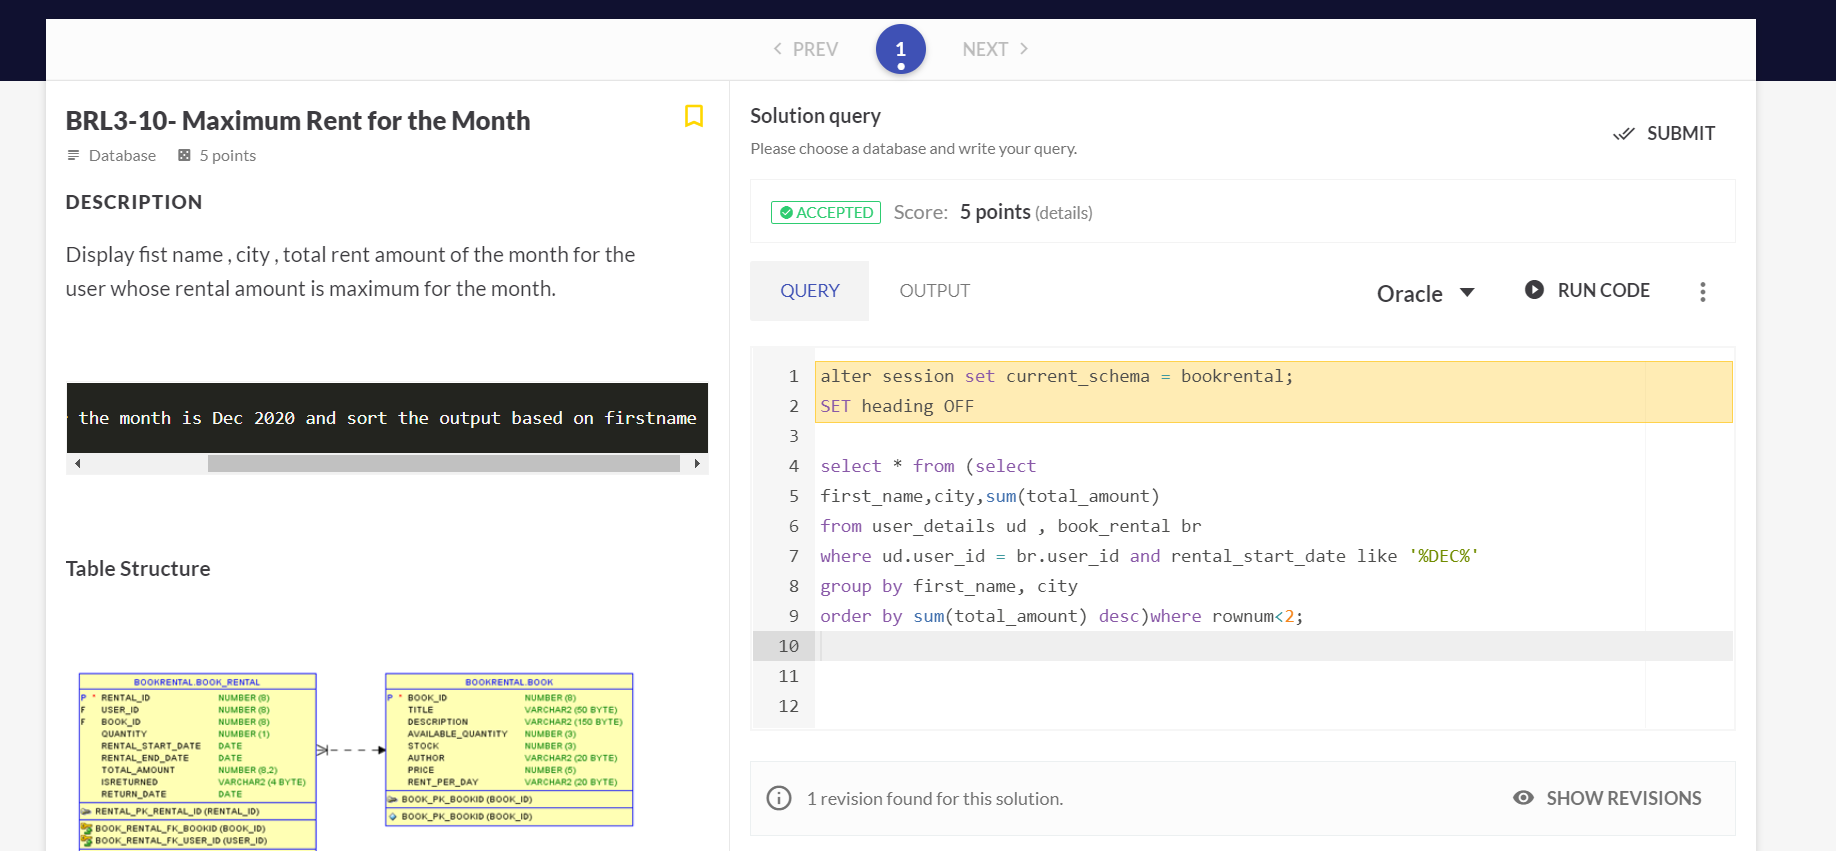 PREV
1
NEXT
BRL3-10- Maximum Rent for the Month
Database
5 points
DESCRIPTION
Display fist name , city , total rent amount of the month for the
user whose rental amount is maximum for the month.
the month is Dec 2020 and sort the output based on firstname
Table Structure
BOOKRENTAL.BOOK_RENTAL
P * RENTAL_ID NUMBER (8)
F USER_ID NUMBER (8)
F BOOK_ID NUMBER (8)
QUANTITY NUMBER (1)
RENTAL_START_DATE DATE
RENTAL_END_DATE DATE
TOTAL_AMOUNT NUMBER (8,2)
ISRETURNED VARCHAR2 (4 BYTE)
RETURN_DATE DATE
RENTAL_PK_RENTAL_ID (RENTAL_ID)
BOOK_RENTAL_FK_BOOKID (BOOK_ID)
BOOK_RENTAL_FK_USER_ID (USER_ID)
BOOKRENTAL.BOOK
P * BOOK_ID NUMBER (8)
TITLE VARCHAR2 (50 BYTE)
DESCRIPTION VARCHAR2 (150 BYTE)
AVAILABLE_QUANTITY NUMBER (3)
STOCK NUMBER (3)
AUTHOR VARCHAR2 (20 BYTE)
PRICE NUMBER (5)
RENT_PER_DAY VARCHAR2 (20 BYTE)
BOOK_PK_BOOKID (BOOK_ID)
BOOK_PK_BOOKID (BOOK_ID)
Solution query
Please choose a database and write your query.
SUBMIT
ACCEPTED
Score: 5 points (details)
QUERY
OUTPUT
Oracle
RUN CODE
1 alter session set current_schema = bookrental;
2 SET heading OFF
3
4 select * from (select
5 first_name,city,sum(total_amount)
6 from user_details ud , book_rental br
7 where ud.user_id = br.user_id and rental_start_date like '%DEC%'
8 group by first_name, city
9 order by sum(total_amount) desc)where rownum<2;
10
11
12
1 revision found for this solution.
SHOW REVISIONS